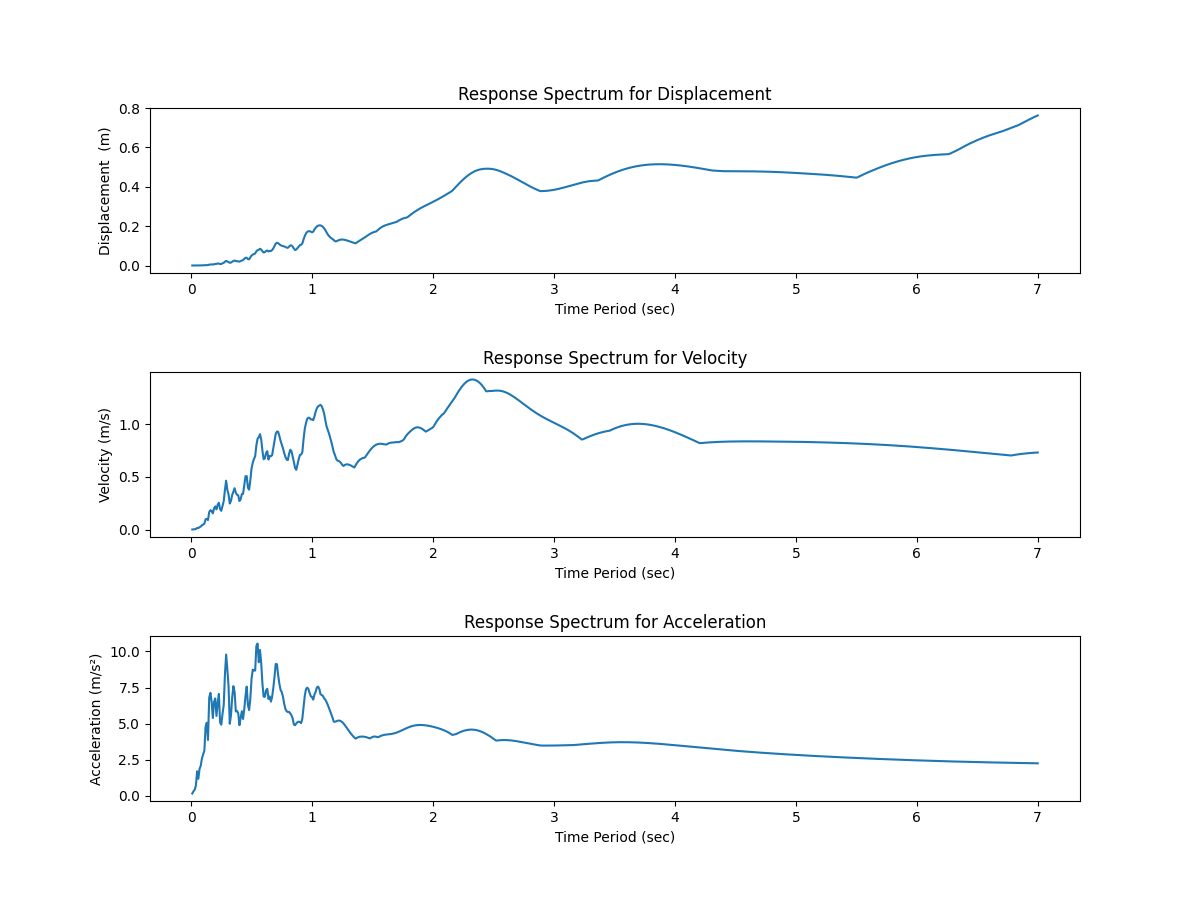 Response Spectrum for Displacement
Displacement  (m)
0.8
0.6
0.4
0.2
0.0
0 1 2 3 4 5 6 7
Time Period (sec)
Response Spectrum for Velocity
Velocity (m/s)
1.0
0.5
0.0
0 1 2 3 4 5 6 7
Time Period (sec)
Response Spectrum for Acceleration
Acceleration (m/s²)
10.0
7.5
5.0
2.5
0.0
0 1 2 3 4 5 6 7
Time Period (sec)